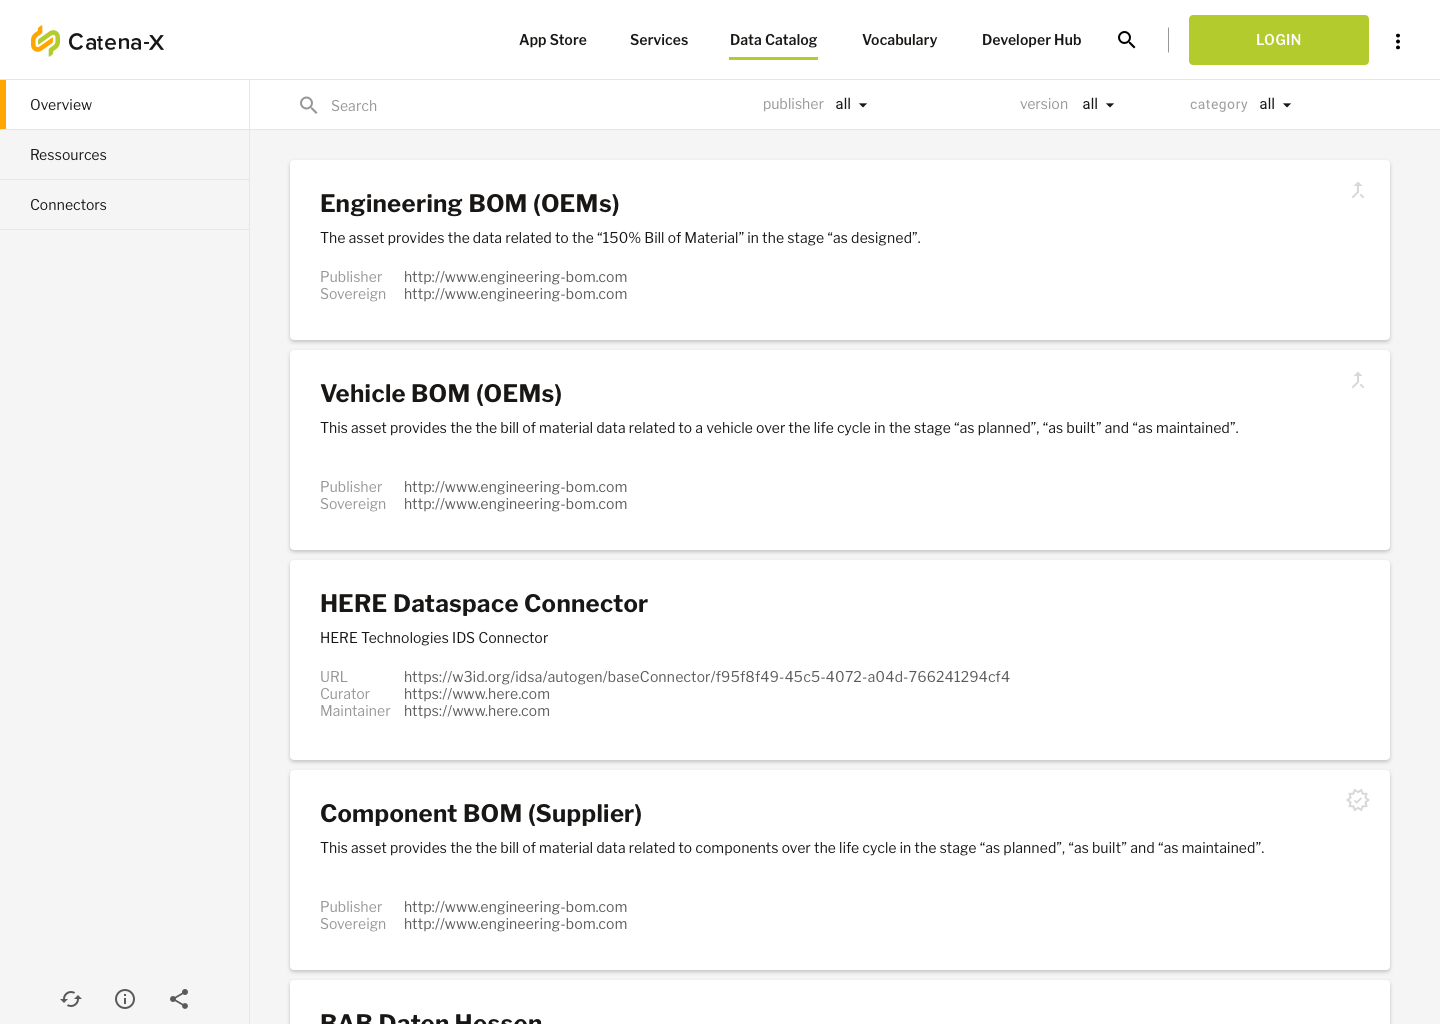 Catena-X
App Store
Services
Data Catalog
Vocabulary
Developer Hub
LOGIN
Overview
Ressources
Connectors
Search
publisher all
version all
category all
Engineering BOM (OEMs)
The asset provides the data related to the “150% Bill of Material” in the stage “as designed”.
Publisher http://www.engineering-bom.com
Sovereign http://www.engineering-bom.com
Vehicle BOM (OEMs)
This asset provides the the bill of material data related to a vehicle over the life cycle in the stage “as planned”, “as built” and “as maintained”.
Publisher http://www.engineering-bom.com
Sovereign http://www.engineering-bom.com
HERE Dataspace Connector
HERE Technologies IDS Connector
URL https://w3id.org/idsa/autogen/baseConnector/f95f8f49-45c5-4072-a04d-766241294cf4
Curator https://www.here.com
Maintainer https://www.here.com
Component BOM (Supplier)
This asset provides the the bill of material data related to components over the life cycle in the stage “as planned”, “as built” and “as maintained”.
Publisher http://www.engineering-bom.com
Sovereign http://www.engineering-bom.com
BAB Daten Hessen